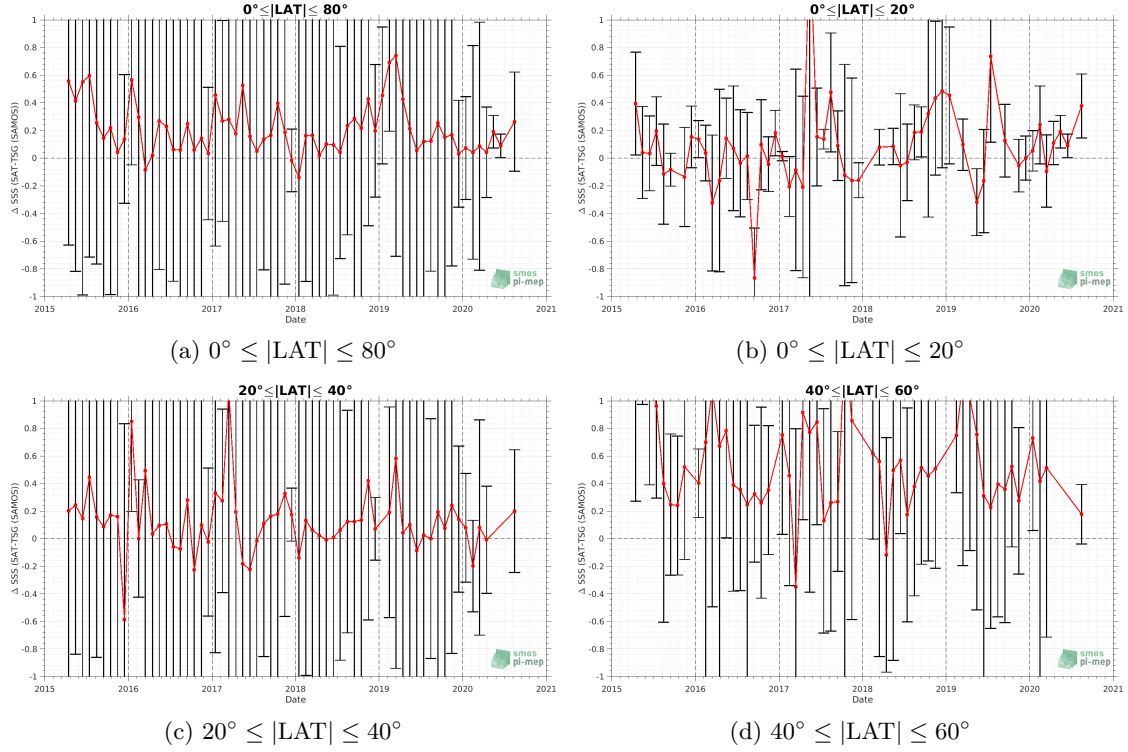 0°≤|LAT|≤ 80°
Δ SSS (SAT-TSG (SAMOS))
1
0.8
0.6
0.4
0.2
0
-0.2
-0.4
-0.6
-0.8
-1
2015 2016 2017 2018 2019 2020 2021
Date
smos
pi-mep
(a) 0° ≤ |LAT| ≤ 80°
0°≤|LAT|≤ 20°
Δ SSS (SAT-TSG (SAMOS))
1
0.8
0.6
0.4
0.2
0
-0.2
-0.4
-0.6
-0.8
-1
2015 2016 2017 2018 2019 2020 2021
Date
smos
pi-mep
(b) 0° ≤ |LAT| ≤ 20°
20°≤|LAT|≤ 40°
Δ SSS (SAT-TSG (SAMOS))
1
0.8
0.6
0.4
0.2
0
-0.2
-0.4
-0.6
-0.8
-1
2015 2016 2017 2018 2019 2020 2021
Date
smos
pi-mep
(c) 20° ≤ |LAT| ≤ 40°
40°≤|LAT|≤ 60°
Δ SSS (SAT-TSG (SAMOS))
1
0.8
0.6
0.4
0.2
0
-0.2
-0.4
-0.6
-0.8
-1
2015 2016 2017 2018 2019 2020 2021
Date
smos
pi-mep
(d) 40° ≤ |LAT| ≤ 60°